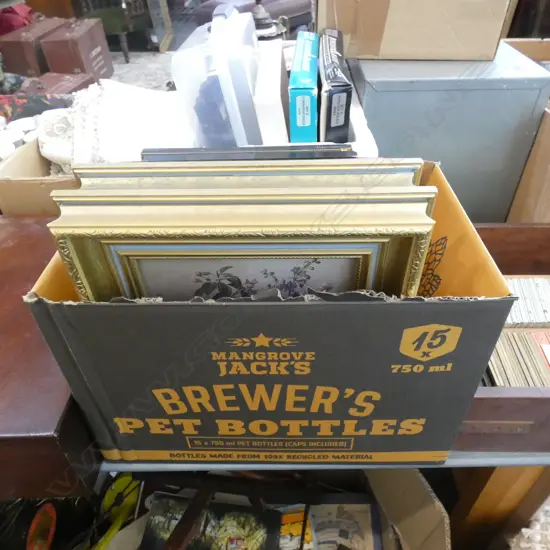 MANGROVE
JACK'S
15
x
750 ml
BREWER'S
PET BOTTLES
15 x 750 ml PET BOTTLES (CAPS INCLUDED)
BOTTLES MADE FROM 100% RECYCLED MATERIAL